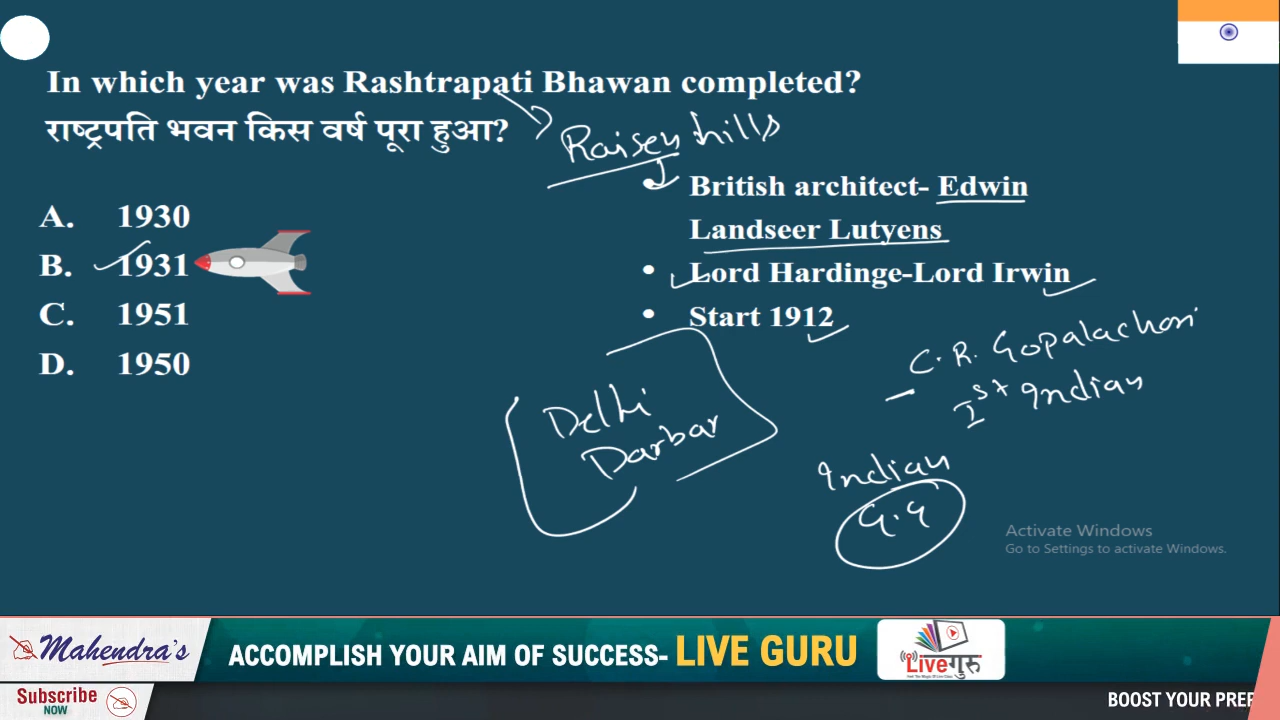 In which year was Rashtrapati Bhawan completed?
राष्ट्रपति भवन किस वर्ष पूरा हुआ?
Raisen hills
A. 1930
B. 1931
C. 1951
D. 1950
• British architect- Edwin
Landseer Lutyens
• Lord Hardinge-Lord Irwin
• Start 1912
C. R. Gopalachari
Ist Indian
Delhi
Darbar
Indian
G.G
Activate Windows
Go to Settings to activate Windows.
Mahendra's
ACCOMPLISH YOUR AIM OF SUCCESS- LIVE GURU
Liveगुरु
Subscribe
NOW
BOOST YOUR PREP